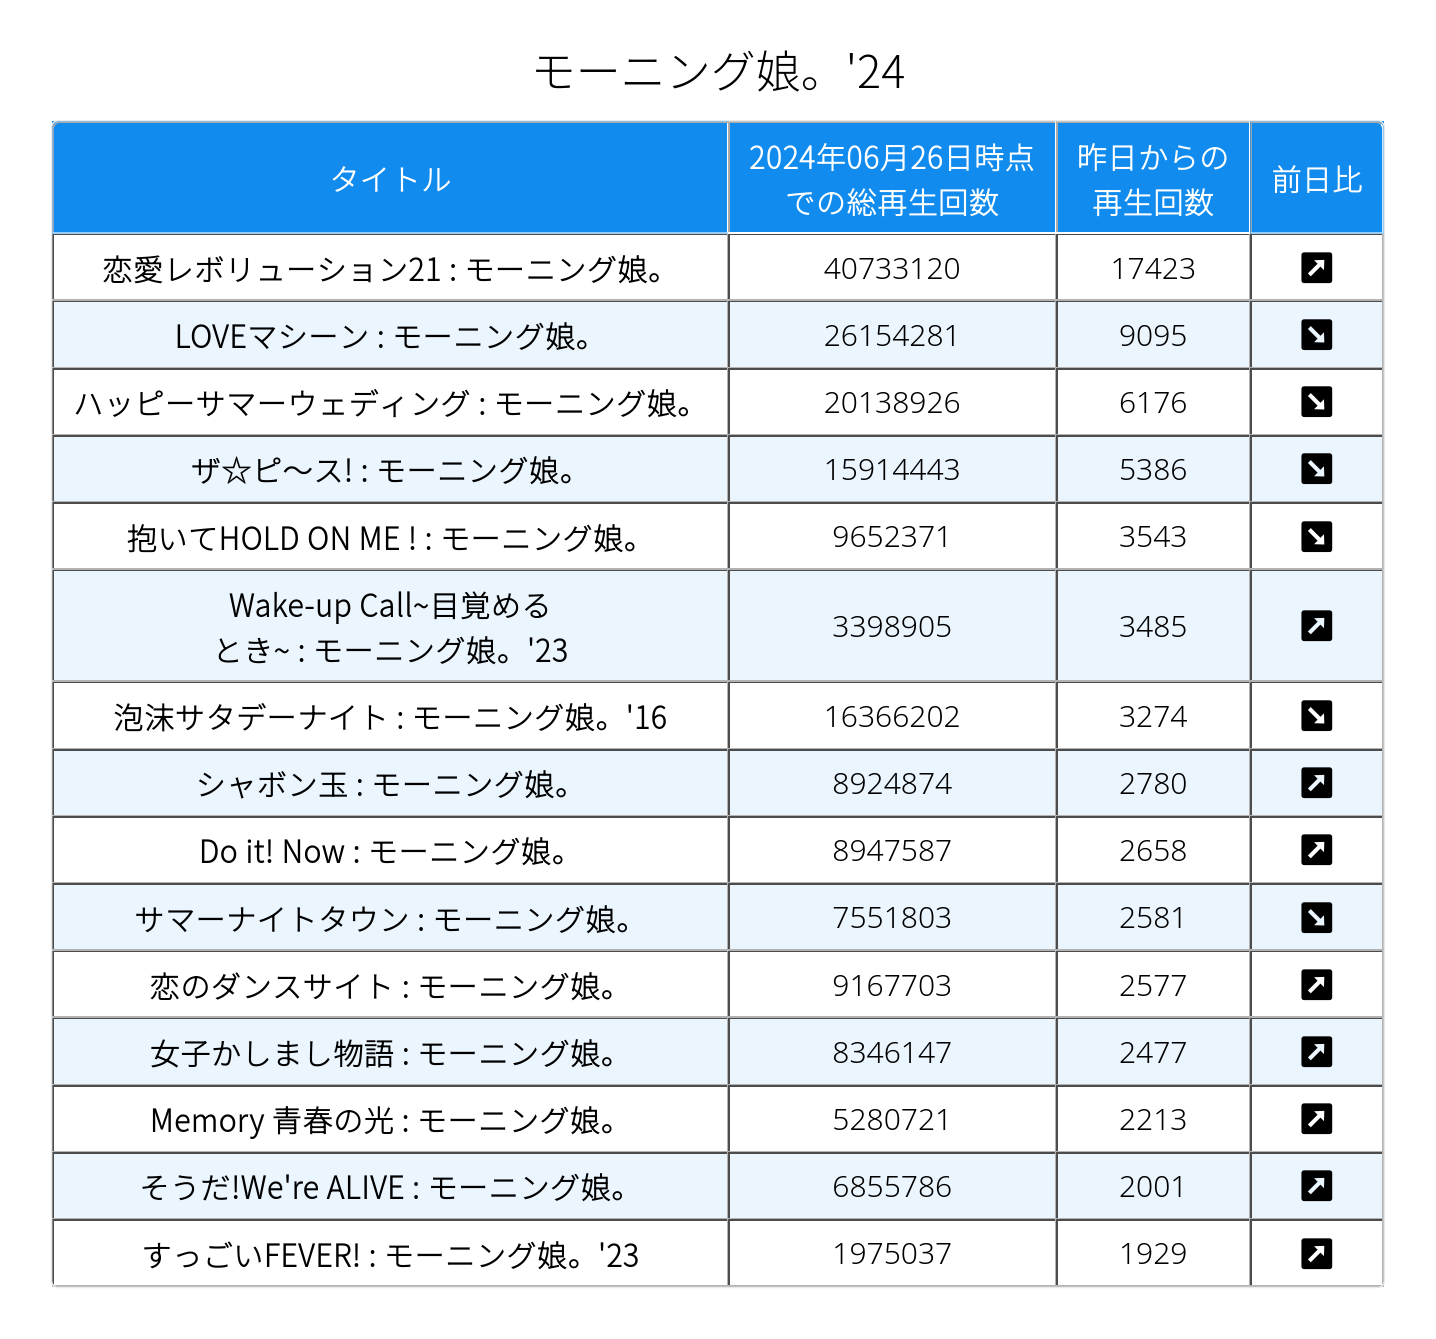 モーニング娘。'24
タイトル 2024年06月26日時点での総再生回数 昨日からの再生回数 前日比
恋愛レボリューション21 : モーニング娘。 40733120 17423 ↗
LOVEマシーン : モーニング娘。 26154281 9095 ↘
ハッピーサマーウェディング : モーニング娘。 20138926 6176 ↘
ザ☆ピ〜ス! : モーニング娘。 15914443 5386 ↘
抱いてHOLD ON ME ! : モーニング娘。 9652371 3543 ↘
Wake-up Call~目覚める
とき~ : モーニング娘。'23 3398905 3485 ↗
泡沫サタデーナイト : モーニング娘。'16 16366202 3274 ↘
シャボン玉 : モーニング娘。 8924874 2780 ↗
Do it! Now : モーニング娘。 8947587 2658 ↗
サマーナイトタウン : モーニング娘。 7551803 2581 ↘
恋のダンスサイト : モーニング娘。 9167703 2577 ↗
女子かしまし物語 : モーニング娘。 8346147 2477 ↗
Memory 青春の光 : モーニング娘。 5280721 2213 ↗
そうだ!We're ALIVE : モーニング娘。 6855786 2001 ↗
すっごいFEVER! : モーニング娘。'23 1975037 1929 ↗